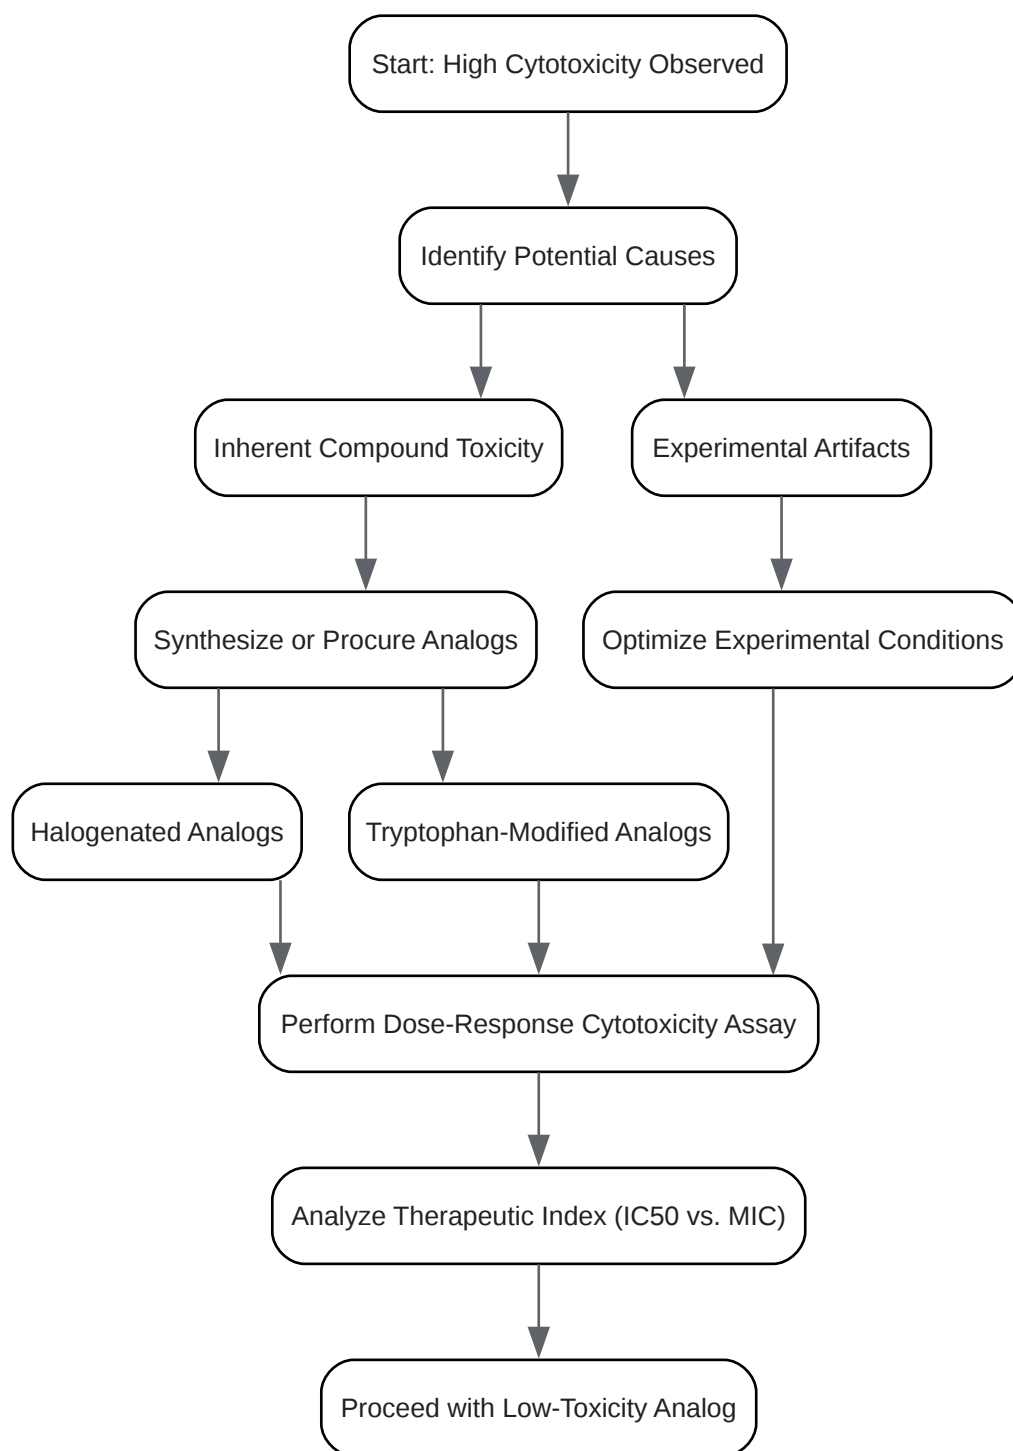 Start: High Cytotoxicity Observed
Identify Potential Causes
Inherent Compound Toxicity
Experimental Artifacts
Synthesize or Procure Analogs
Optimize Experimental Conditions
Halogenated Analogs
Tryptophan-Modified Analogs
Perform Dose-Response Cytotoxicity Assay
Analyze Therapeutic Index (IC50 vs. MIC)
Proceed with Low-Toxicity Analog